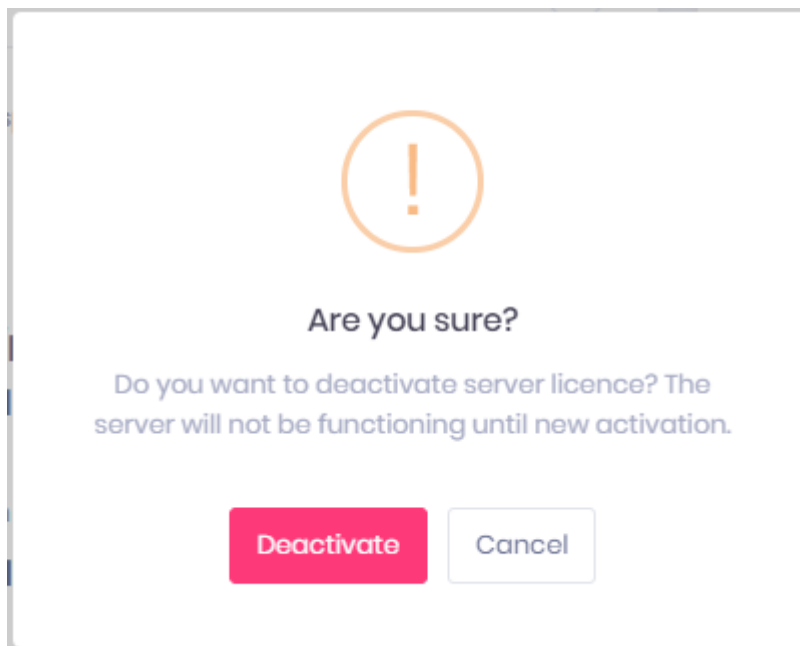 !
Are you sure?
Do you want to deactivate server licence? The
server will not be functioning until new activation.
Deactivate
Cancel